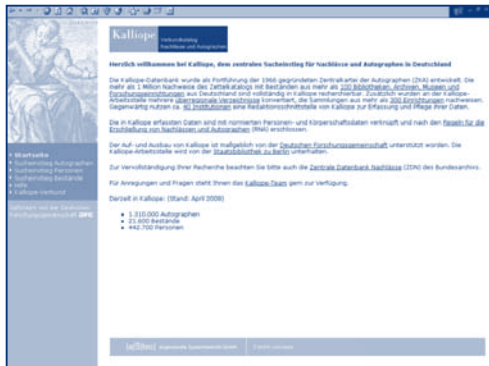 Kalliope
Verbundkatalog
Nachlässe und Autographen
Herzlich willkommen bei Kalliope, dem zentralen Sucheinstieg für Nachlässe und Autographen in Deutschland
Die Kalliope-Datenbank wurde als Fortführung der 1966 gegründeten Zentralkartei der Autographen (ZKA) entwickelt. Die
mehr als 1 Million Nachweise des Zettelkatalogs mit Beständen aus mehr als 100 Bibliotheken, Archiven, Museen und
Forschungseinrichtungen aus Deutschland sind vollständig in Kalliope recherchierbar. Zusätzlich wurden an der Kalliope-
Arbeitsstelle mehrere überregionale Verzeichnisse konvertiert, die Sammlungen aus mehr als 300 Einrichtungen nachweisen.
Gegenwärtig nutzen ca. 40 Institutionen eine Redaktionsschnittstelle von Kalliope zur Erfassung und Pflege ihrer Daten.
Die in Kalliope erfassten Daten sind mit normierten Personen- und Körperschaftsdaten verknüpft und nach den Regeln für die
Erschließung von Nachlässen und Autographen (RNA) erschlossen.
Der Auf- und Ausbau von Kalliope ist maßgeblich von der Deutschen Forschungsgemeinschaft unterstützt worden. Die
Kalliope-Arbeitsstelle wird von der Staatsbibliothek zu Berlin unterhalten.
Zur Vervollständigung Ihrer Recherche beachten Sie bitte auch die Zentrale Datenbank Nachlässe (ZDN) des Bundesarchivs.
Für Anregungen und Fragen steht Ihnen das Kalliope-Team gern zur Verfügung.
Derzeit in Kalliope: (Stand: April 2009)
1.310.000 Autographen
21.600 Bestände
442.700 Personen
Startseite
Sucheinstieg Autographen
Sucheinstieg Personen
Sucheinstieg Bestände
Hilfe
Kalliope-Verbund